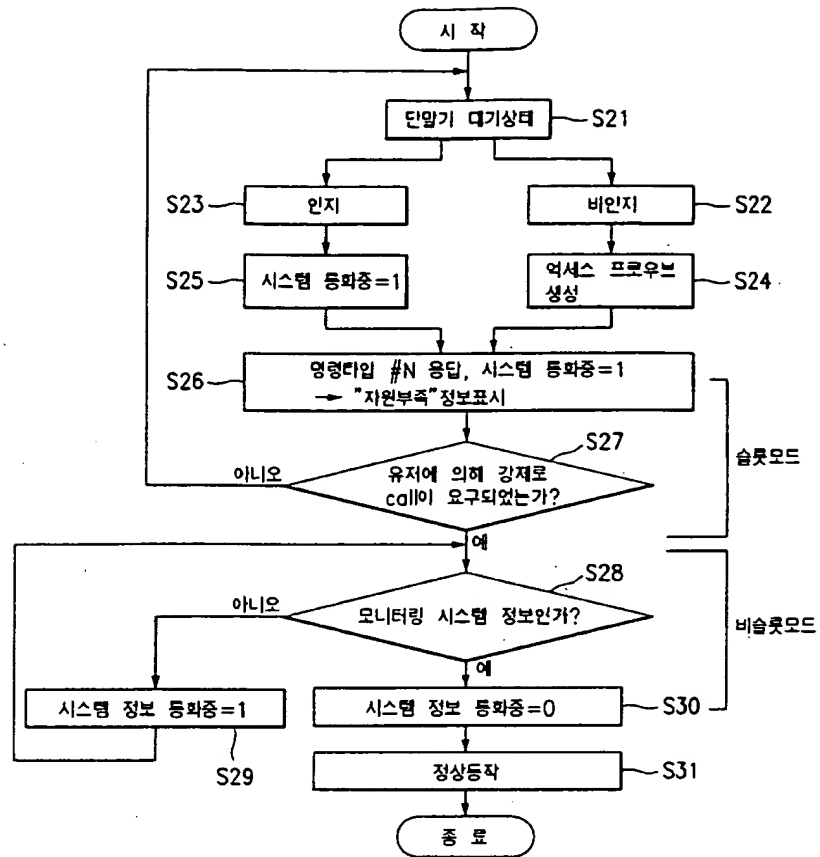 시 작
단말기 대기상태
S21
S23
인지
비인지
S22
S25
시스템 통화중=1
억세스 프로우브
생성
S24
S26
명령타입 #N 응답, 시스템 통화중=1
→ "자원부족"정보표시
S27
아니오
유저에 의해 강제로
call이 요구되었는가?
슬롯모드
예
S28
아니오
모니터링 시스템 정보인가?
비슬롯모드
예
시스템 정보 통화중=1
S29
시스템 정보 통화중=0
S30
정상동작
S31
종 료